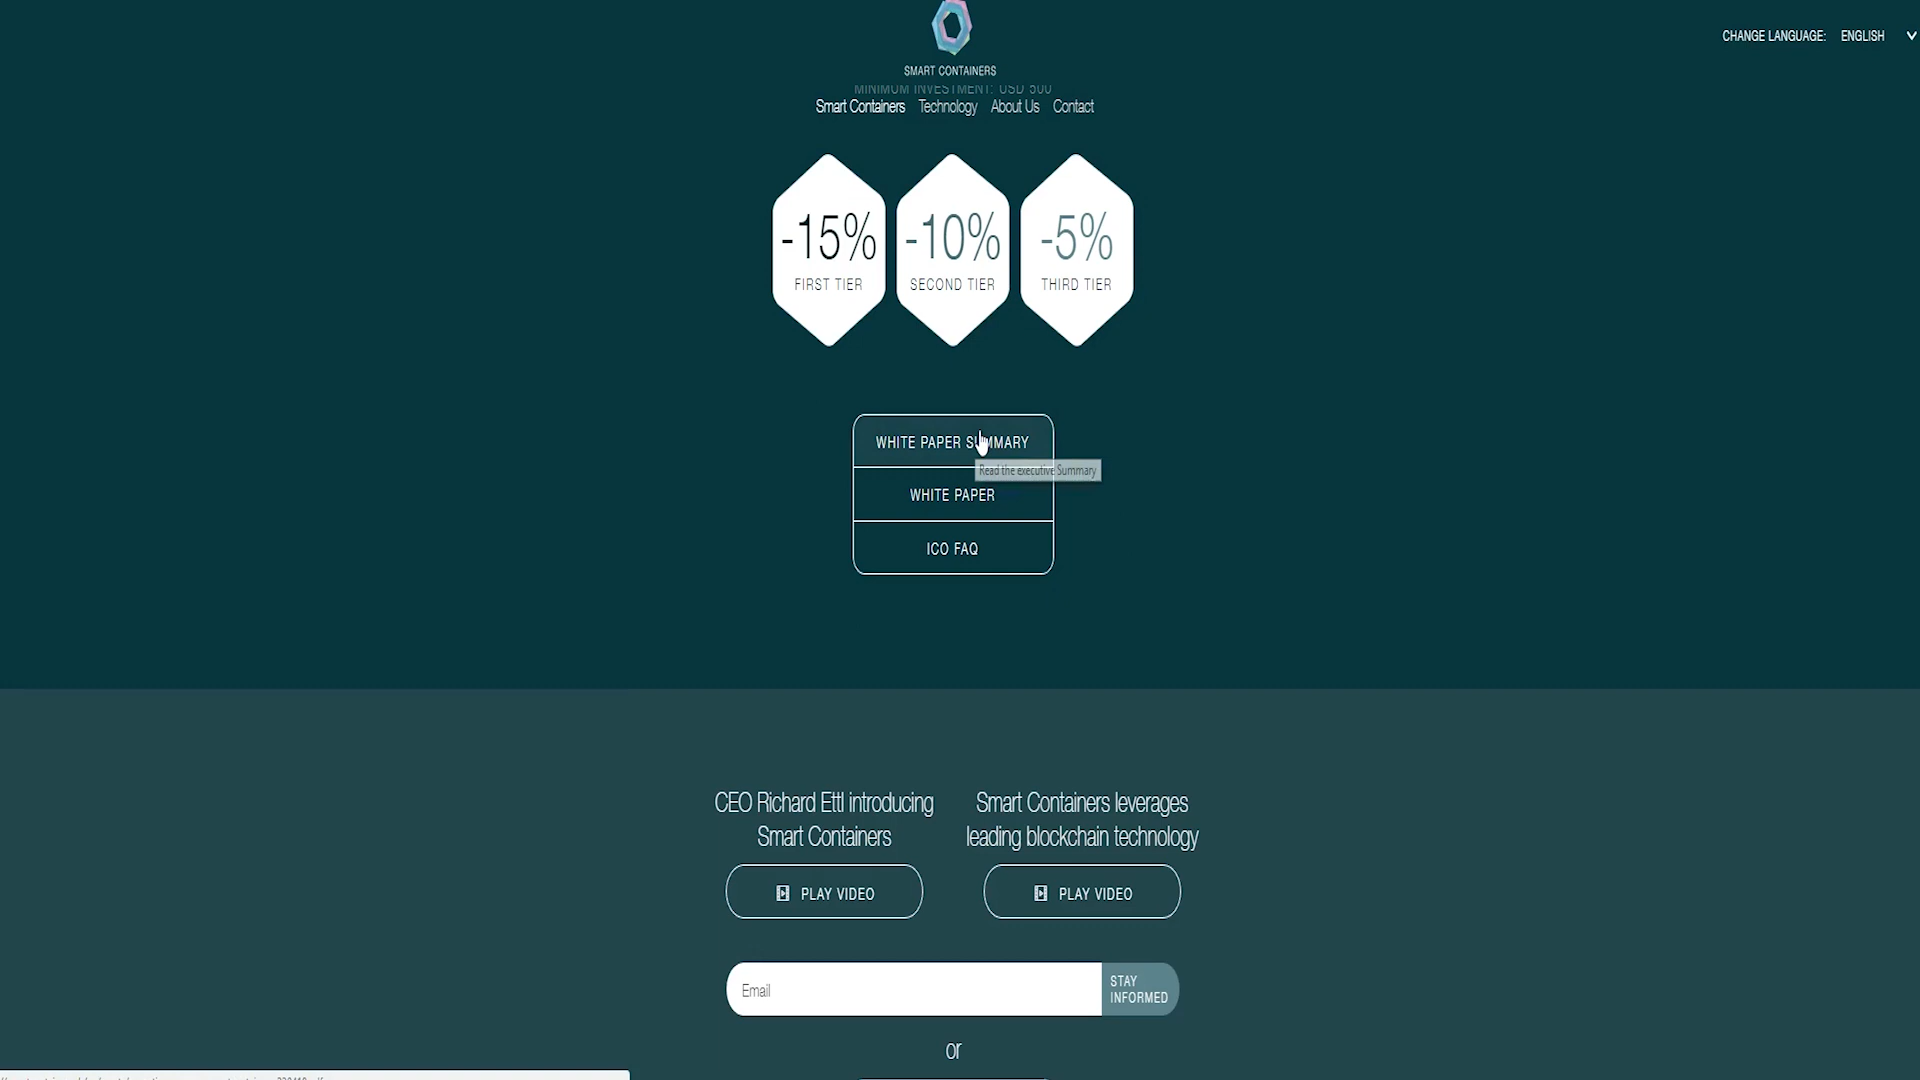 CHANGE LANGUAGE: ENGLISH
SMART CONTAINERS
MINIMUM INVESTMENT: USD 500
Smart Containers Technology About Us Contact
-15% -10% -5%
FIRST TIER SECOND TIER THIRD TIER
WHITE PAPER SUMMARY
Read the executive Summary
WHITE PAPER
ICO FAQ
CEO Richard Ettl introducing
Smart Containers
Smart Containers leverages
leading blockchain technology
PLAY VIDEO PLAY VIDEO
Email
STAY
INFORMED
or